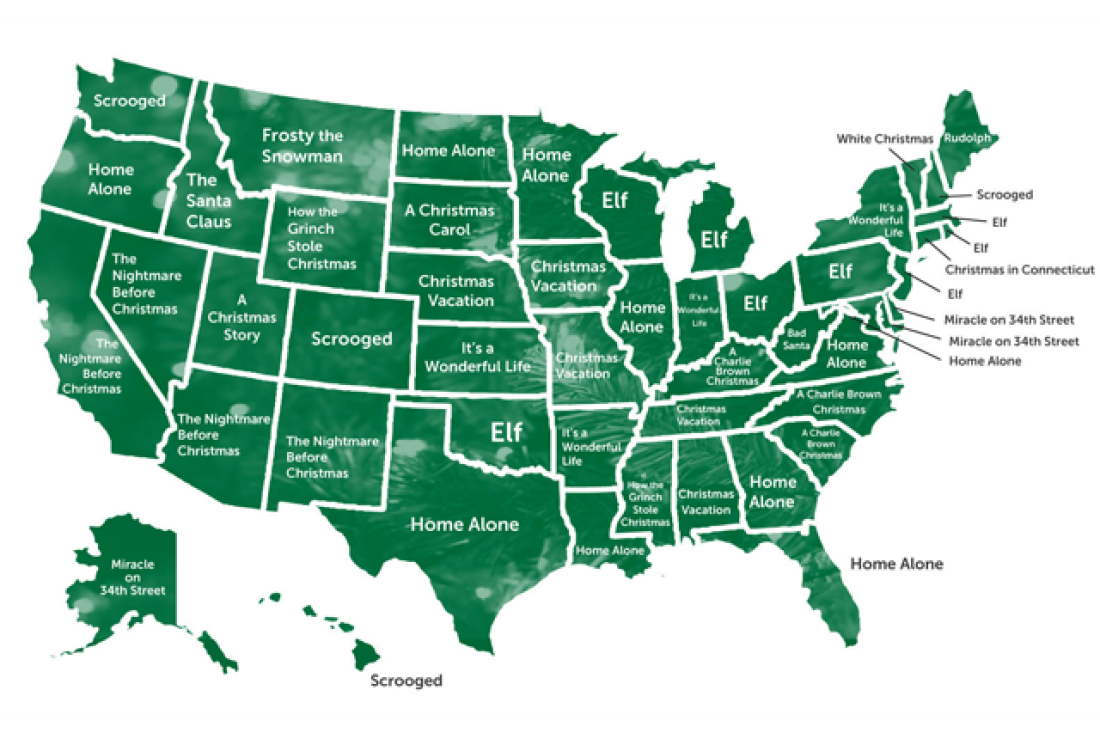 Scrooged
Frosty the
Snowman
Home Alone
Home
Alone
White Christmas
Rudolph
Home
Alone
The
Santa
Claus
How the
Grinch
Stole
Christmas
A Christmas
Carol
Elf
Elf
It's a
Wonderful
Life
Scrooged
Elf
Elf
Christmas in Connecticut
Elf
The
Nightmare
Before
Christmas
A
Christmas
Story
Scrooged
Christmas
Vacation
Christmas
Vacation
Home
Alone
It's a
Wonderful
Life
Elf
Elf
Miracle on 34th Street
Miracle on 34th Street
Home Alone
The
Nightmare
Before
Christmas
It's a
Wonderful Life
Christmas
Vacation
A
Charlie
Brown
Christmas
Bad
Santa
Home
Alone
The Nightmare
Before
Christmas
The Nightmare
Before
Christmas
Elf
It's a
Wonderful
Life
Christmas
Vacation
A Charlie Brown
Christmas
A Charlie
Brown
Christmas
Home Alone
Home Alone
How the
Grinch
Stole
Christmas
Christmas
Vacation
Home
Alone
Home Alone
Miracle
on
34th Street
Scrooged